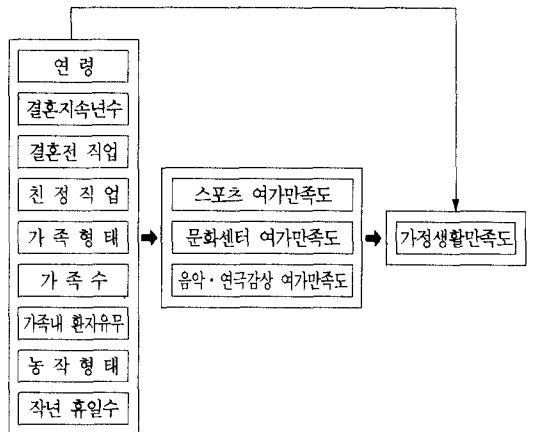 연 령
결혼지속년수
결혼전 직업
친정직업
가 족 형 태
가 족 수
가족내 환자유무
농 작 형 태
작년 휴일수
스포츠 여가만족도
문화센터 여가만족도
음악·연극감상 여가만족도
가정생활만족도